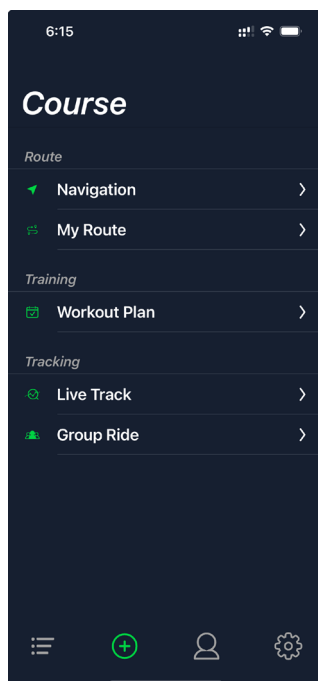 6:15
Course
Route
Navigation
My Route
Training
Workout Plan
Tracking
Live Track
Group Ride